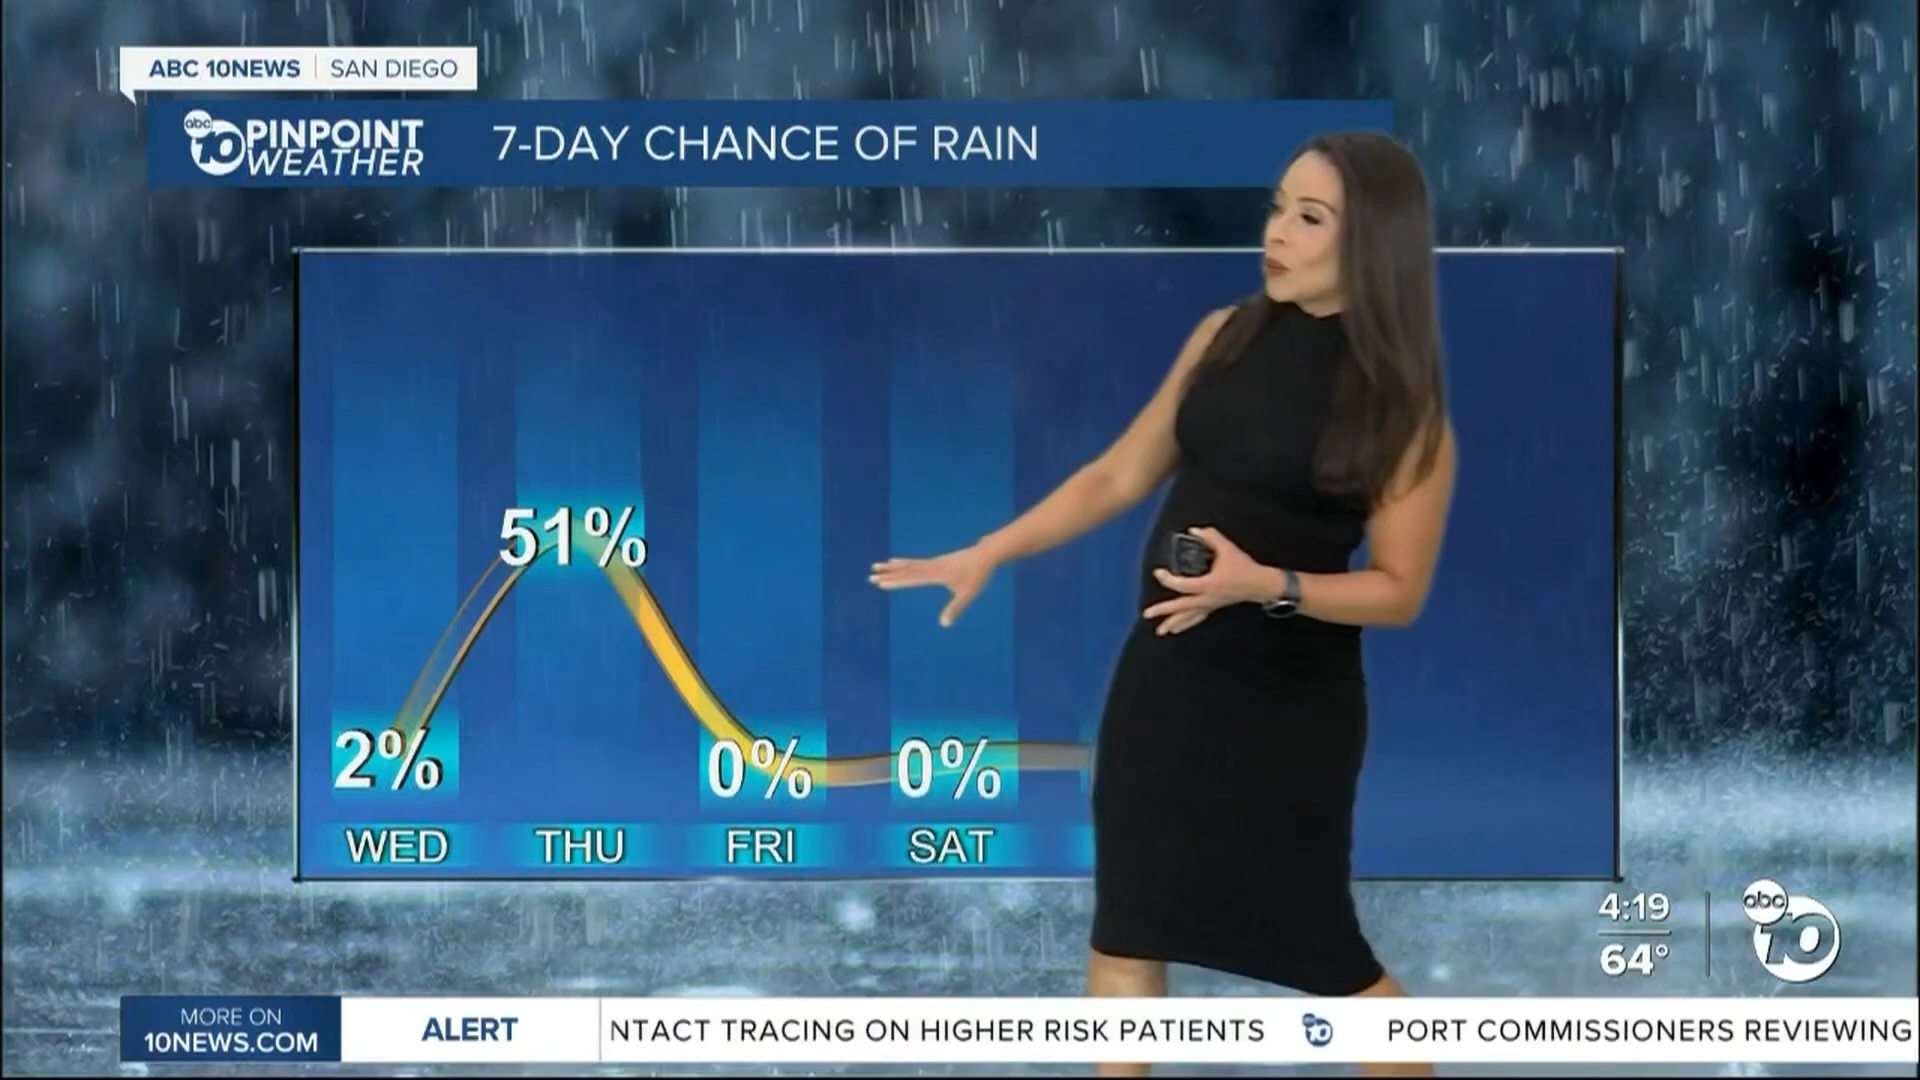 ABC 10NEWS | SAN DIEGO
abc 10 PINPOINT WEATHER
7-DAY CHANCE OF RAIN
51%
2%
0%
0%
WED
THU
FRI
SAT
4:19
64°
abc 10
MORE ON
10NEWS.COM
ALERT
NTACT TRACING ON HIGHER RISK PATIENTS
abc 10
PORT COMMISSIONERS REVIEWING